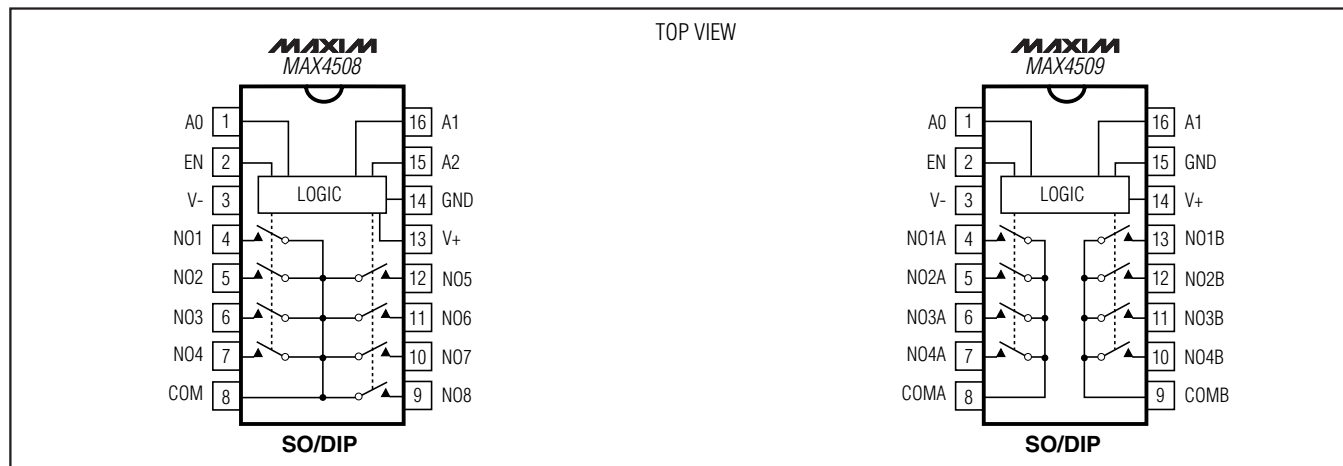 TOP VIEW
MAXIM
MAX4508
A0 1
16 A1
EN 2
15 A2
LOGIC
V- 3
14 GND
NO1 4
13 V+
NO2 5
12 NO5
NO3 6
11 NO6
NO4 7
10 NO7
COM 8
9 NO8
SO/DIP
MAXIM
MAX4509
A0 1
16 A1
EN 2
15 GND
LOGIC
V- 3
14 V+
NO1A 4
13 NO1B
NO2A 5
12 NO2B
NO3A 6
11 NO3B
NO4A 7
10 NO4B
COMA 8
9 COMB
SO/DIP